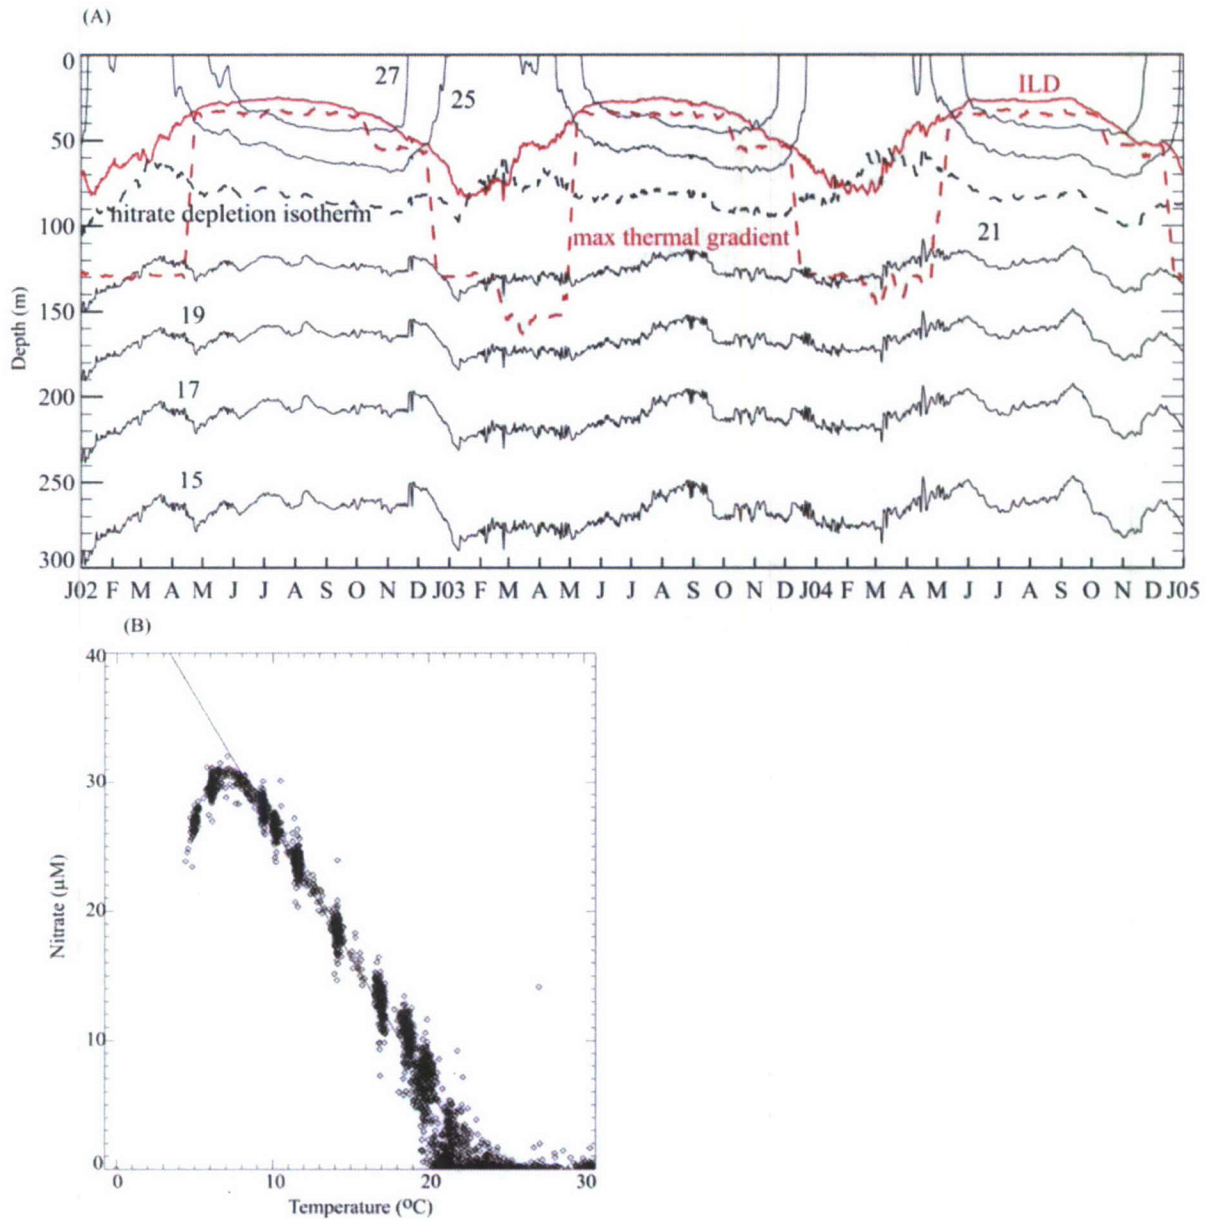 (A)
0
27
25
ILD
50
nitrate depletion isotherm
100
max thermal gradient
21
150
19
Depth (m)
200
17
250
15
300
J02 F M A M J J A S O N D J03 F M A M J J A S O N D J04 F M A M J J A S O N D J05
(B)
40
30
Nitrate (µM)
20
10
0
0 10 20 30
Temperature (ºC)